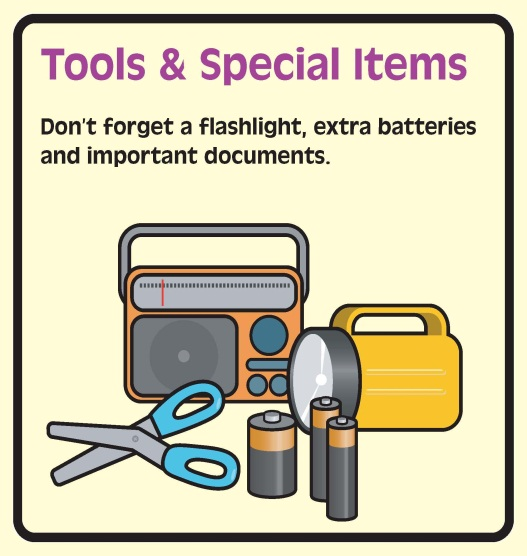 Tools & Special Items
Don't forget a flashlight, extra batteries
and important documents.